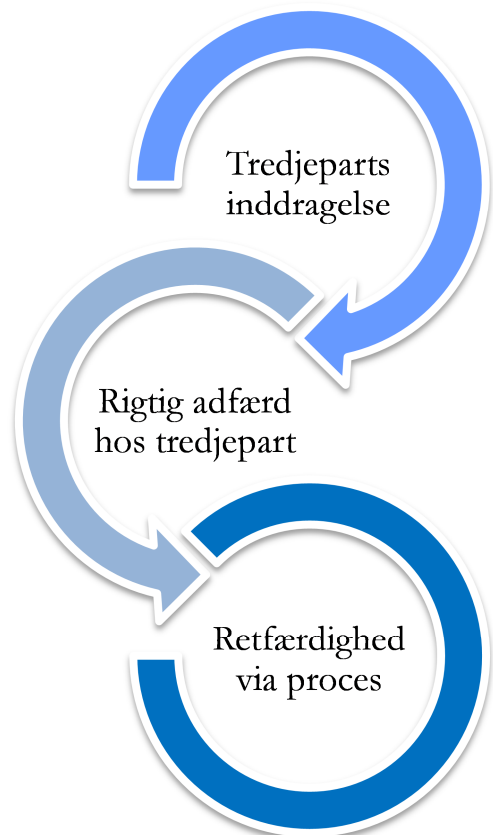 Tredjeparts
inddragelse
Rigtig adfærd
hos tredjepart
Retfærdighed
via proces